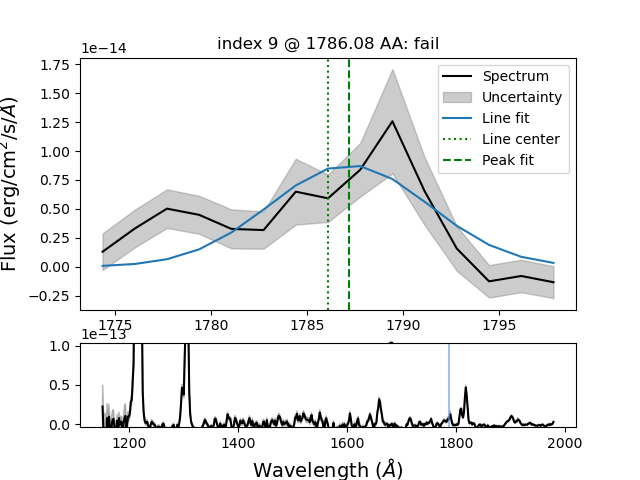 index 9 @ 1786.08 AA: fail
1e−14
1.75
1.50
1.25
1.00
0.75
0.50
0.25
0.00
−0.25
Flux (erg/cm²/s/Å)
Spectrum
Uncertainty
Line fit
Line center
Peak fit
1775
1780
1785
1790
1795
1e−13
1.0
0.5
0.0
1200
1400
1600
1800
2000
Wavelength (Å)